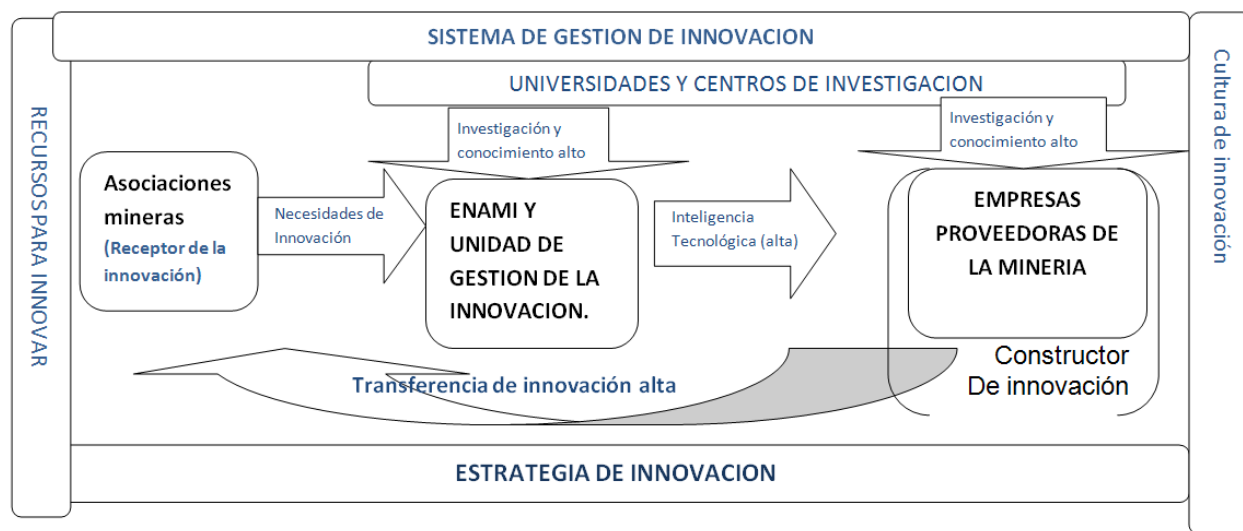 SISTEMA DE GESTION DE INNOVACION
UNIVERSIDADES Y CENTROS DE INVESTIGACION
RECURSOS PARA INNOVAR
Cultura de innovación
Investigación y
conocimiento alto
Investigación y
conocimiento alto
Asociaciones
mineras
(Receptor de la
innovación)
Necesidades de
Innovación
ENAMI Y
UNIDAD DE
GESTION DE LA
INNOVACION.
Inteligencia
Tecnológica (alta)
EMPRESAS
PROVEEDORAS DE
LA MINERIA
Constructor
De innovación
Transferencia de innovación alta
ESTRATEGIA DE INNOVACION